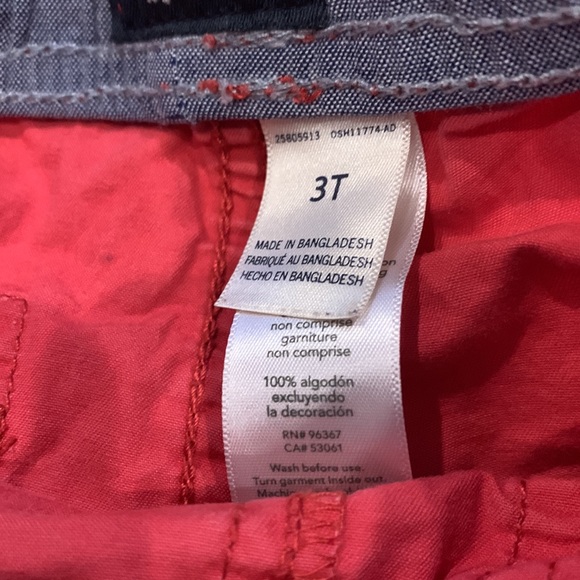 25805913 OSH11774-AD
3T
MADE IN BANGLADESH
FABRIQUÉ AU BANGLADESH
HECHO EN BANGLADESH
non comprise
garniture
non comprise
100% algodón
excluyendo
la decoración
RN# 96367
CA# 53061
Wash before use.
Turn garment inside out.